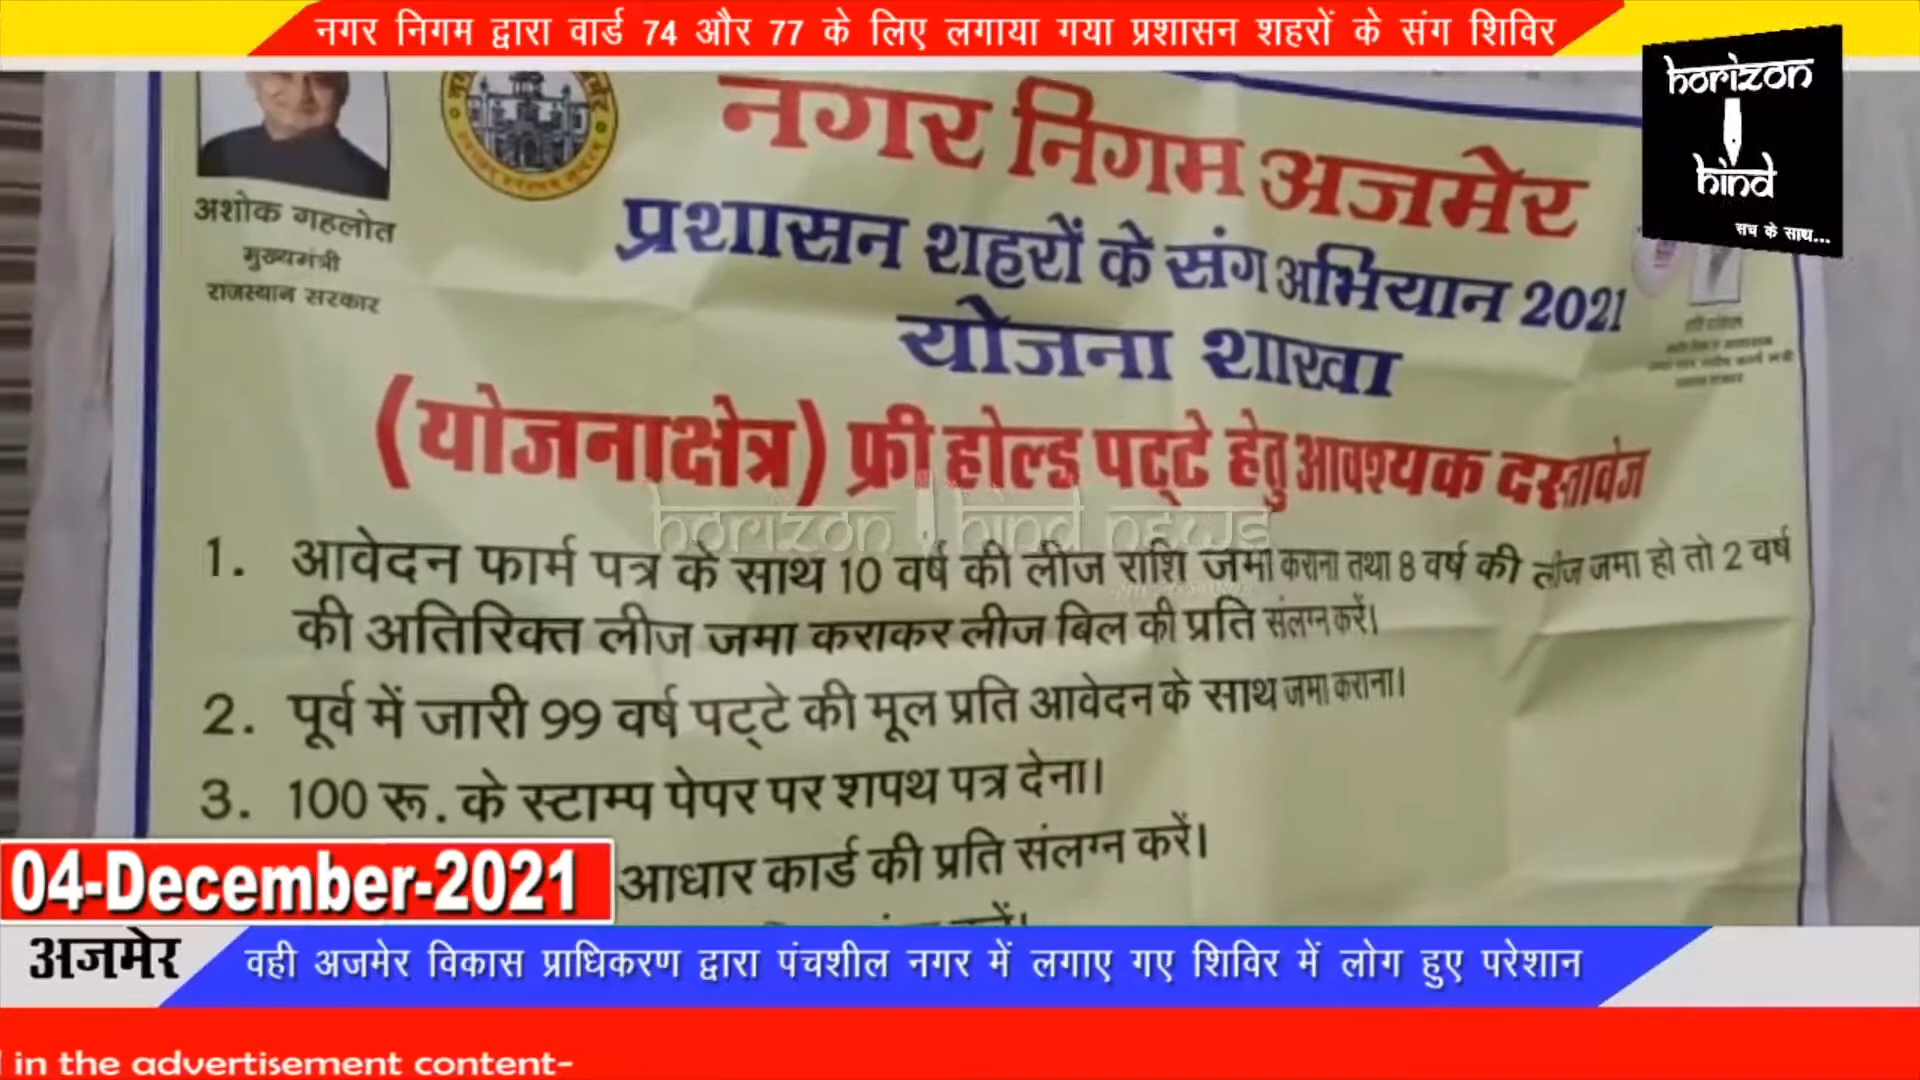 नगर निगम द्वारा वार्ड 74 और 77 के लिए लगाया गया प्रशासन शहरों के संग शिविर
horizon
hind
सच के साथ...
नगर निगम अजमेर
अशोक गहलोत
मुख्यमंत्री
राजस्थान सरकार
प्रशासन शहरों के संग अभियान 2021
योजना शाखा
(योजनाक्षेत्र) फ्री होल्ड पट्टे हेतु आवश्यक दस्तावेज
horizon hind news
1. आवेदन फार्म पत्र के साथ 10 वर्ष की लीज राशि जमा कराना तथा 8 वर्ष की लीज जमा हो तो 2 वर्ष
की अतिरिक्त लीज जमा कराकर लीज बिल की प्रति संलग्न करें।
2. पूर्व में जारी 99 वर्ष पट्टे की मूल प्रति आवेदन के साथ जमा कराना।
3. 100 रू. के स्टाम्प पेपर पर शपथ पत्र देना।
आधार कार्ड की प्रति संलग्न करें।
04-December-2021
अजमेर
वही अजमेर विकास प्राधिकरण द्वारा पंचशील नगर में लगाए गए शिविर में लोग हुए परेशान
in the advertisement content-